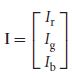 I = [
I_r
I_g
I_b
]